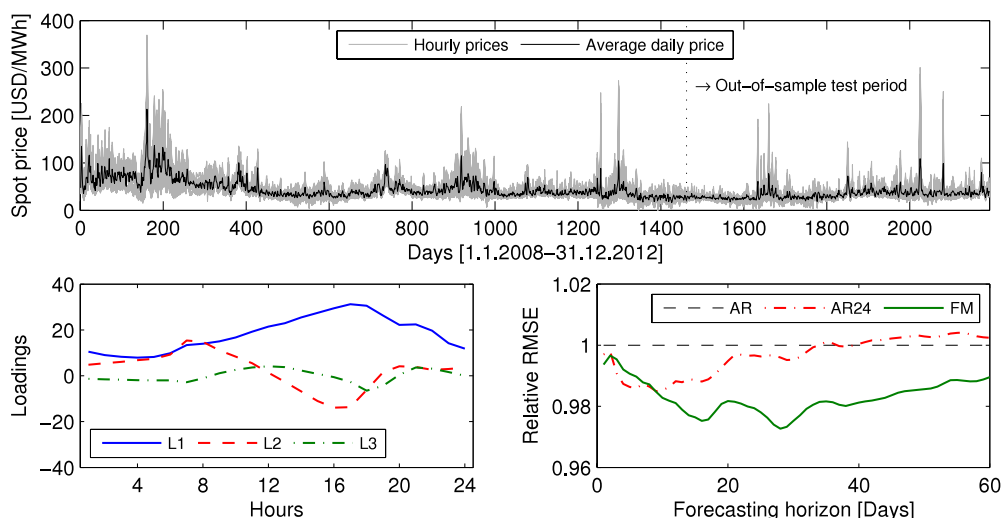 400
300
200
100
0
Spot price [USD/MWh]
Hourly prices
Average daily price
→ Out−of−sample test period
0 200 400 600 800 1000 1200 1400 1600 1800 2000
Days [1.1.2008−31.12.2012]
40
20
0
−20
−40
Loadings
L1 L2 L3
4 8 12 16 20 24
Hours
1.02
1
0.98
0.96
Relative RMSE
AR AR24 FM
0 20 40 60
Forecasting horizon [Days]